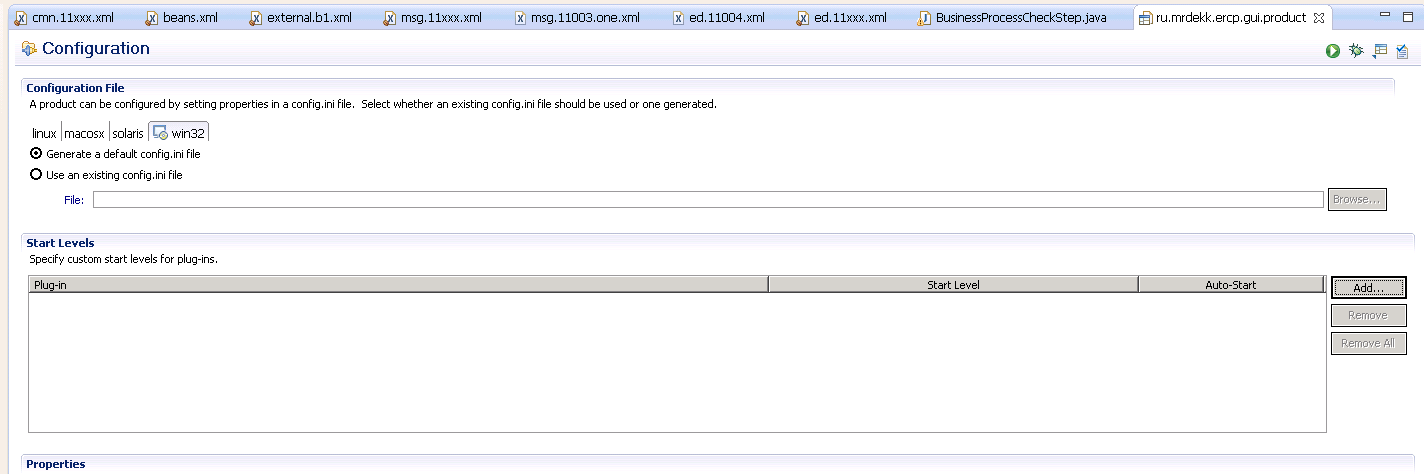 cmn.11xxx.xml beans.xml external.b1.xml msg.11xxx.xml msg.11003.one.xml ed.11004.xml ed.11xxx.xml BusinessProcessCheckStep.java ru.mrdekk.ercp.gui.product
Configuration
Configuration File
A product can be configured by setting properties in a config.ini file. Select whether an existing config.ini file should be used or one generated.
linux macosx solaris win32
Generate a default config.ini file
Use an existing config.ini file
File: Browse...
Start Levels
Specify custom start levels for plug-ins.
Plug-in Start Level Auto-Start Add...
Remove
Remove All
Properties